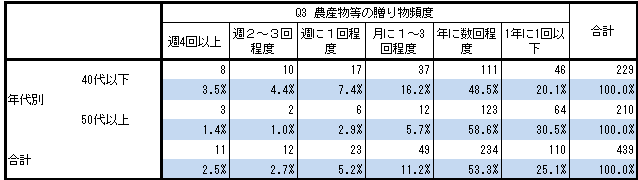 Q3 農産物等の贈り物頻度
週4回以上 週2～3回程度 週に1回程度 月に1～3回程度 年に数回程度 1年に1回以下 合計
年代別 40代以下 8 10 17 37 111 46 229
3.5% 4.4% 7.4% 16.2% 48.5% 20.1% 100.0%
50代以上 3 2 6 12 123 64 210
1.4% 1.0% 2.9% 5.7% 58.6% 30.5% 100.0%
合計 11 12 23 49 234 110 439
2.5% 2.7% 5.2% 11.2% 53.3% 25.1% 100.0%